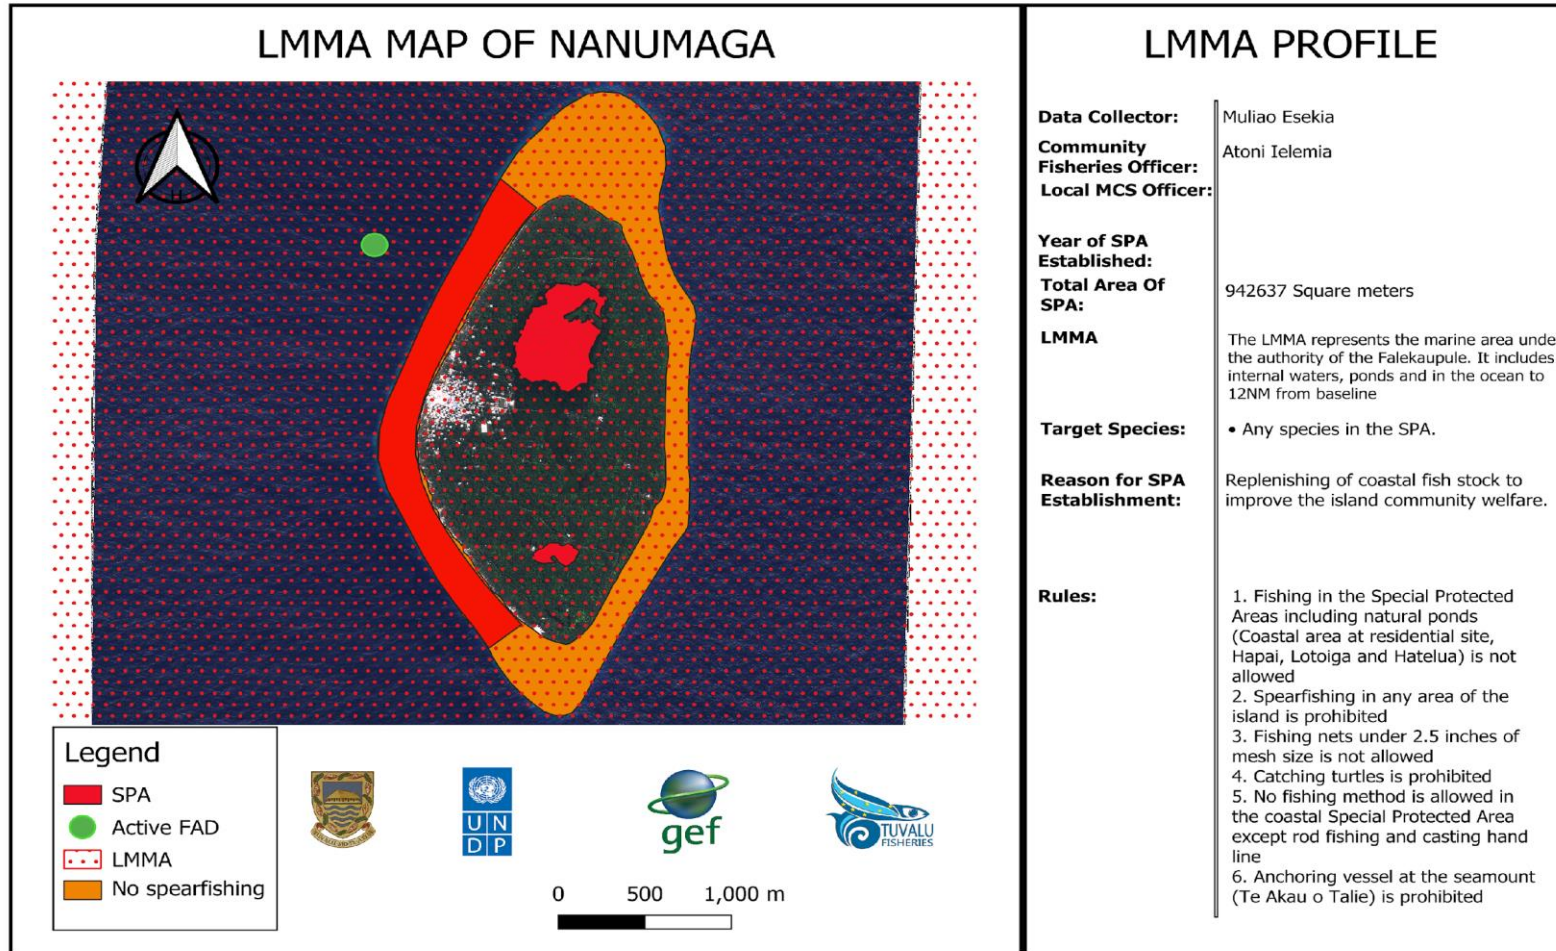 LMMA MAP OF NANUMAGA
Legend
SPA
Active FAD
LMMA
No spearfishing
UN
DP
gef
TUVALU
FISHERIES
0 500 1,000 m
LMMA PROFILE
Data Collector: Muliao Esekia
Community
Fisheries Officer: Atoni Ielemia
Local MCS Officer:
Year of SPA
Established:
Total Area Of
SPA: 942637 Square meters
LMMA
The LMMA represents the marine area unde
the authority of the Falekaupule. It includes
internal waters, ponds and in the ocean to
12NM from baseline
Target Species: • Any species in the SPA.
Reason for SPA
Establishment:
Replenishing of coastal fish stock to
improve the island community welfare.
Rules:
1. Fishing in the Special Protected
Areas including natural ponds
(Coastal area at residential site,
Hapai, Lotoiga and Hatelua) is not
allowed
2. Spearfishing in any area of the
island is prohibited
3. Fishing nets under 2.5 inches of
mesh size is not allowed
4. Catching turtles is prohibited
5. No fishing method is allowed in
the coastal Special Protected Area
except rod fishing and casting hand
line
6. Anchoring vessel at the seamount
(Te Akau o Talie) is prohibited